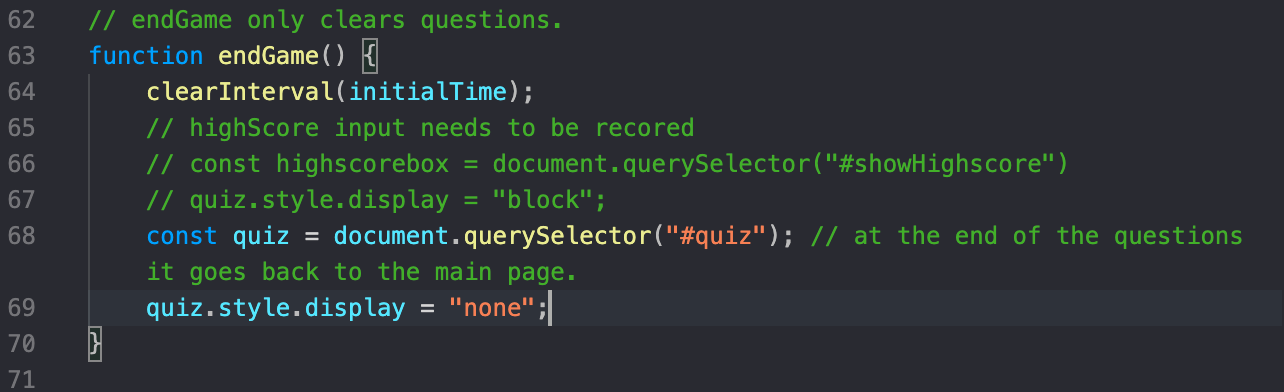 62 // endGame only clears questions.
63 function endGame() {
64 clearInterval(initialTime);
65 // highScore input needs to be recored
66 // const highscorebox = document.querySelector("#showHighscore")
67 // quiz.style.display = "block";
68 const quiz = document.querySelector("#quiz"); // at the end of the questions
it goes back to the main page.
69 quiz.style.display = "none";
70 }
71